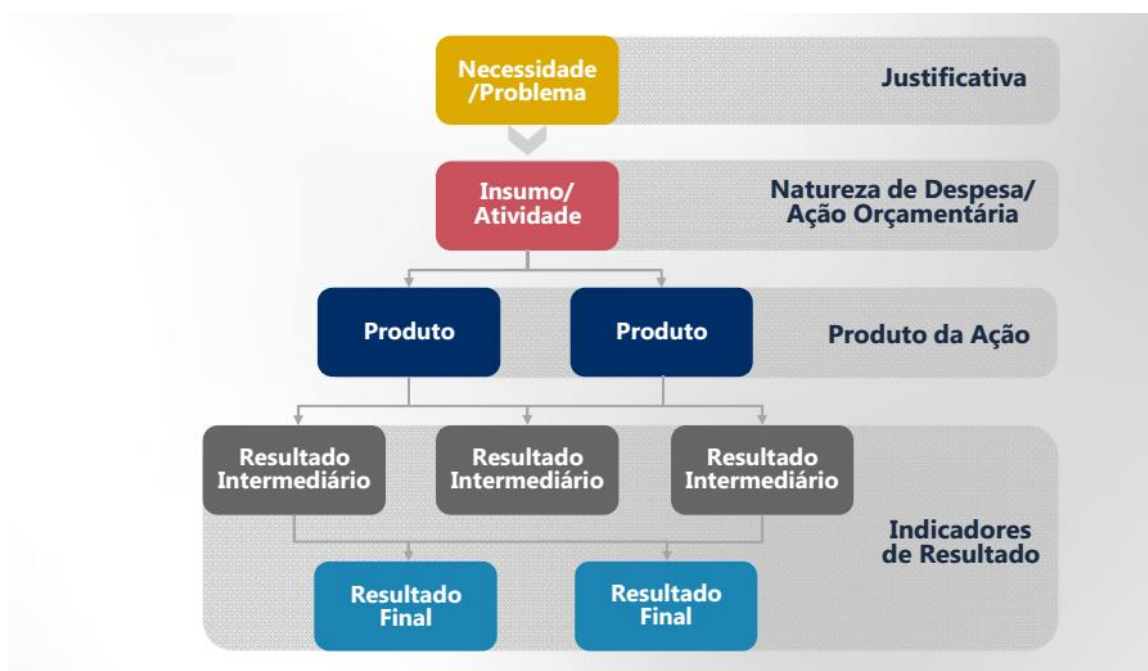 Necessidade
/Problema
Justificativa
Insumo/
Atividade
Natureza de Despesa/
Ação Orçamentária
Produto
Produto
Produto da Ação
Resultado
Intermediário
Resultado
Intermediário
Resultado
Intermediário
Indicadores
de Resultado
Resultado
Final
Resultado
Final